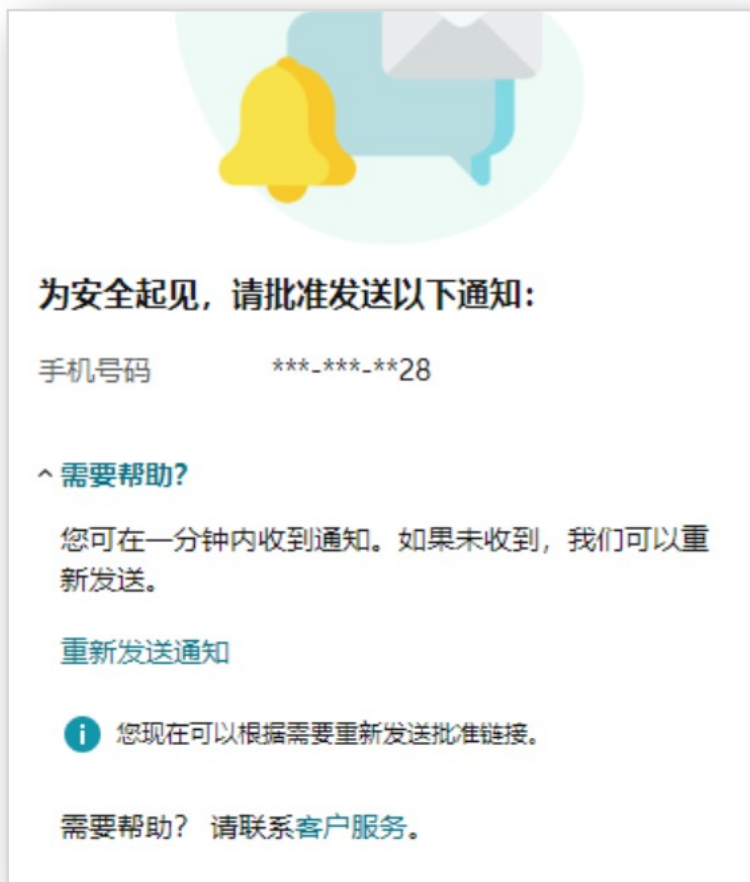 为安全起见，请批准发送以下通知：
手机号码 ***-***-**28
需要帮助？
您可在一分钟内收到通知。如果未收到，我们可以重
新发送。
重新发送通知
您现在可以根据需要重新发送批准链接。
需要帮助？ 请联系客户服务。